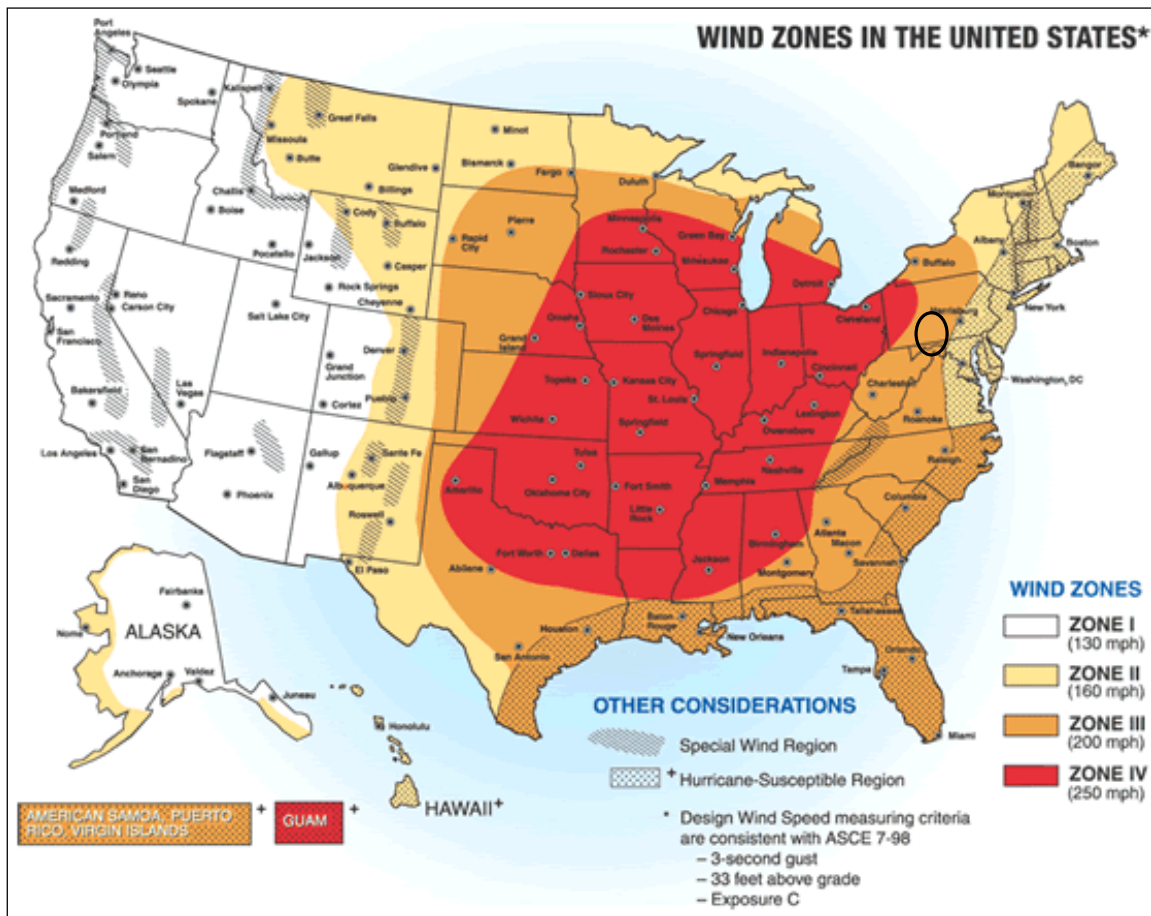 WIND ZONES IN THE UNITED STATES*
Port
Angeles
Seattle
Olympia
Spokane
Kalispell
Great Falls
Minot
Portland
Salem
Missoula
Butte
Glendive
Bismarck
Fargo
Duluth
Bangor
Medford
Challis
Billings
Montpelier
Boise
Cody
Buffalo
Pierre
Minneapolis
Green Bay
Albany
Boston
Redding
Pocatello
Jackson
Rapid
City
Rochester
Buffalo
Casper
Milwaukee
Detroit
Rock Springs
Sioux City
Cleveland
Harrisburg
New York
Sacramento
Reno
Carson City
Salt Lake City
Cheyenne
Omaha
Des
Moines
Chicago
San
Francisco
Grand
Island
Denver
Grand
Junction
Springfield
Indianapolis
Cincinnati
Charleston
Washington, DC
Bakersfield
Las
Vegas
Cortez
Pueblo
Topeka
Kansas City
St. Louis
Lexington
Roanoke
Wichita
Springfield
Owensboro
Los Angeles
San
Bernadino
Flagstaff
Gallup
Sante Fe
Tulsa
Nashville
Raleigh
San
Diego
Phoenix
Albuquerque
Amarillo
Oklahoma City
Fort Smith
Memphis
Columbia
Roswell
Little
Rock
Atlanta
Macon
Birmingham
Fort Worth
Dallas
Jackson
Montgomery
Savannah
El Paso
Abilene
Tallahassee
Fairbanks
Houston
Baton
Rouge
New Orleans
Orlando
Nome
ALASKA
San Antonio
Tampa
Anchorage
Valdez
Juneau
Honolulu
Miami
HAWAII+
WIND ZONES
ZONE I
(130 mph)
ZONE II
(160 mph)
ZONE III
(200 mph)
ZONE IV
(250 mph)
OTHER CONSIDERATIONS
Special Wind Region
+ Hurricane-Susceptible Region
* Design Wind Speed measuring criteria
are consistent with ASCE 7-98
– 3-second gust
– 33 feet above grade
– Exposure C
AMERICAN SAMOA, PUERTO
RICO, VIRGIN ISLANDS
+
GUAM
+